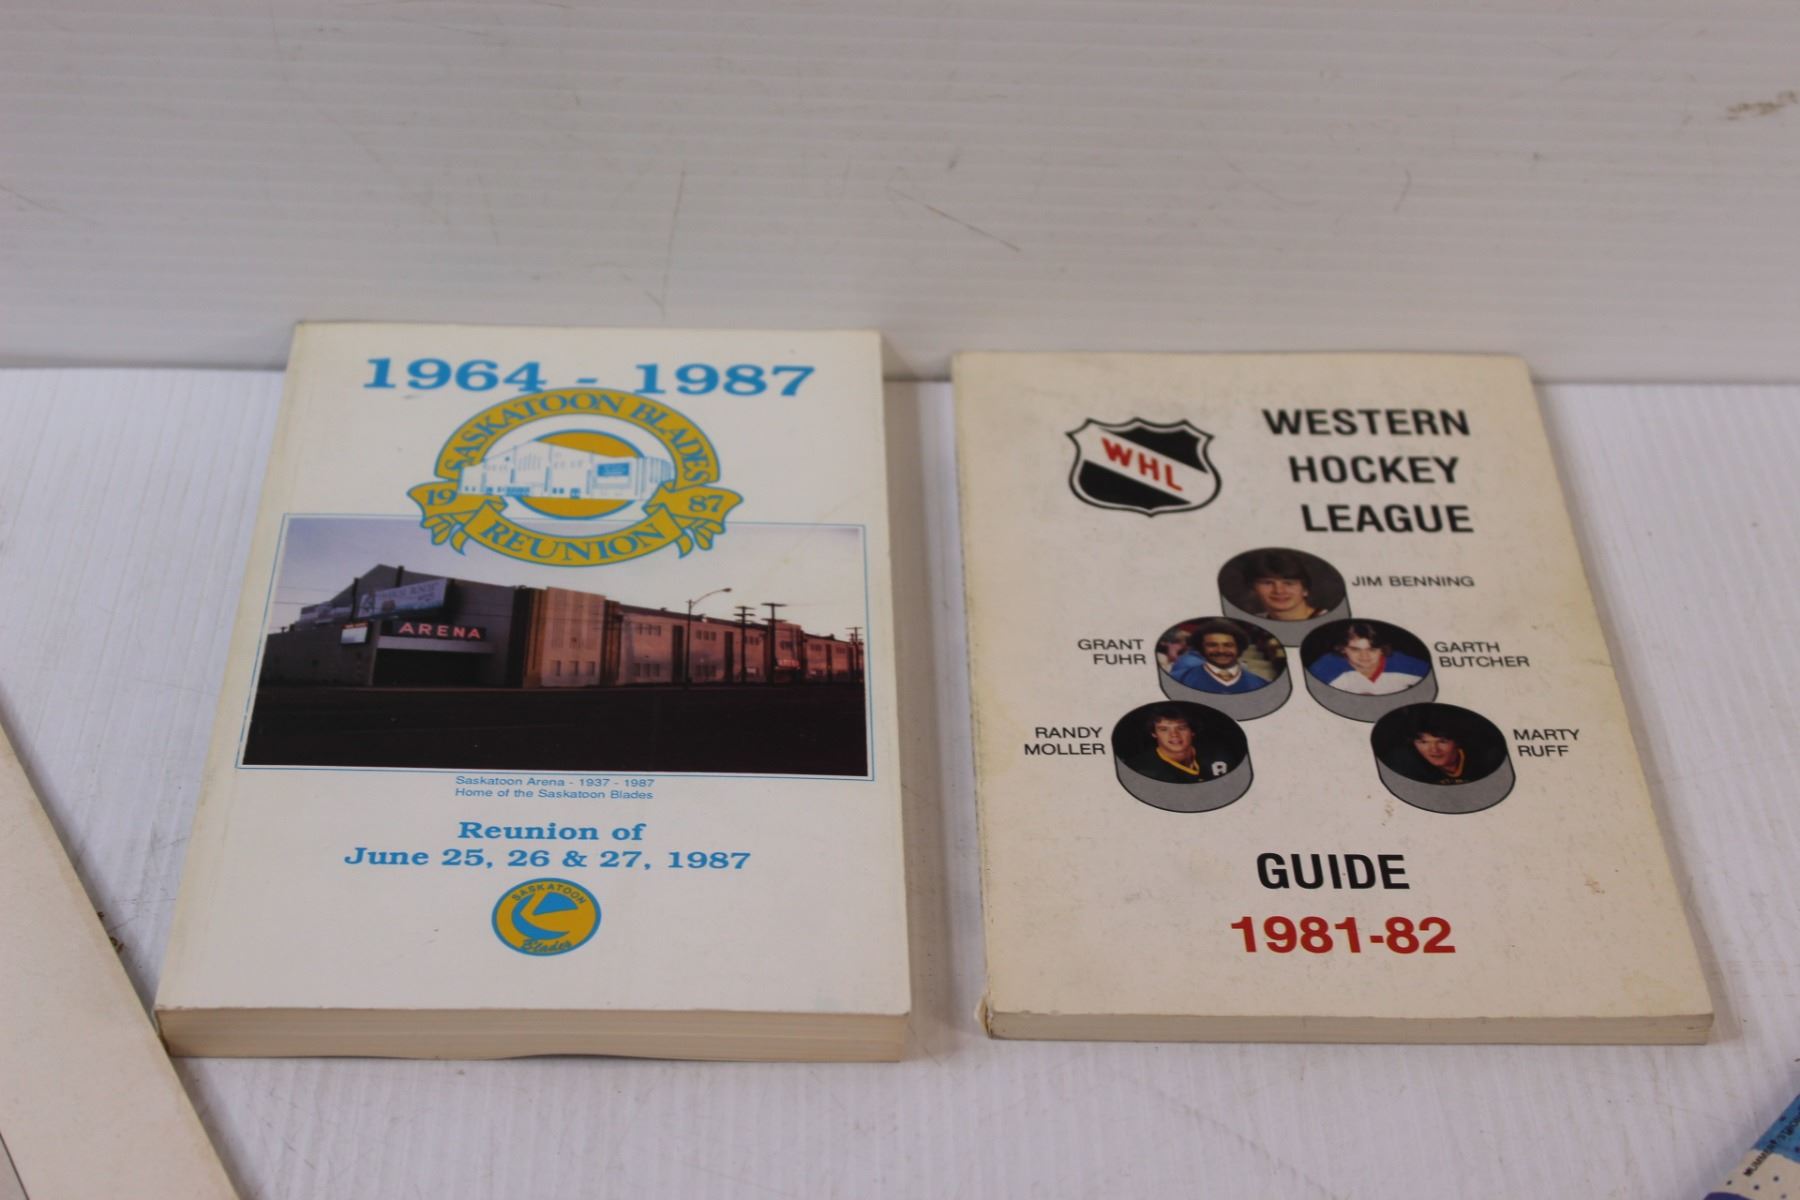 1964 - 1987
SASKATOON BLADES
19 87
REUNION
ARENA
Saskatoon Arena - 1937 - 1987
Home of the Saskatoon Blades
Reunion of
June 25, 26 & 27, 1987
SASKATOON
Blades
WHL
WESTERN
HOCKEY
LEAGUE
JIM BENNING
GRANT
FUHR
GARTH
BUTCHER
RANDY
MOLLER
MARTY
RUFF
GUIDE
1981-82